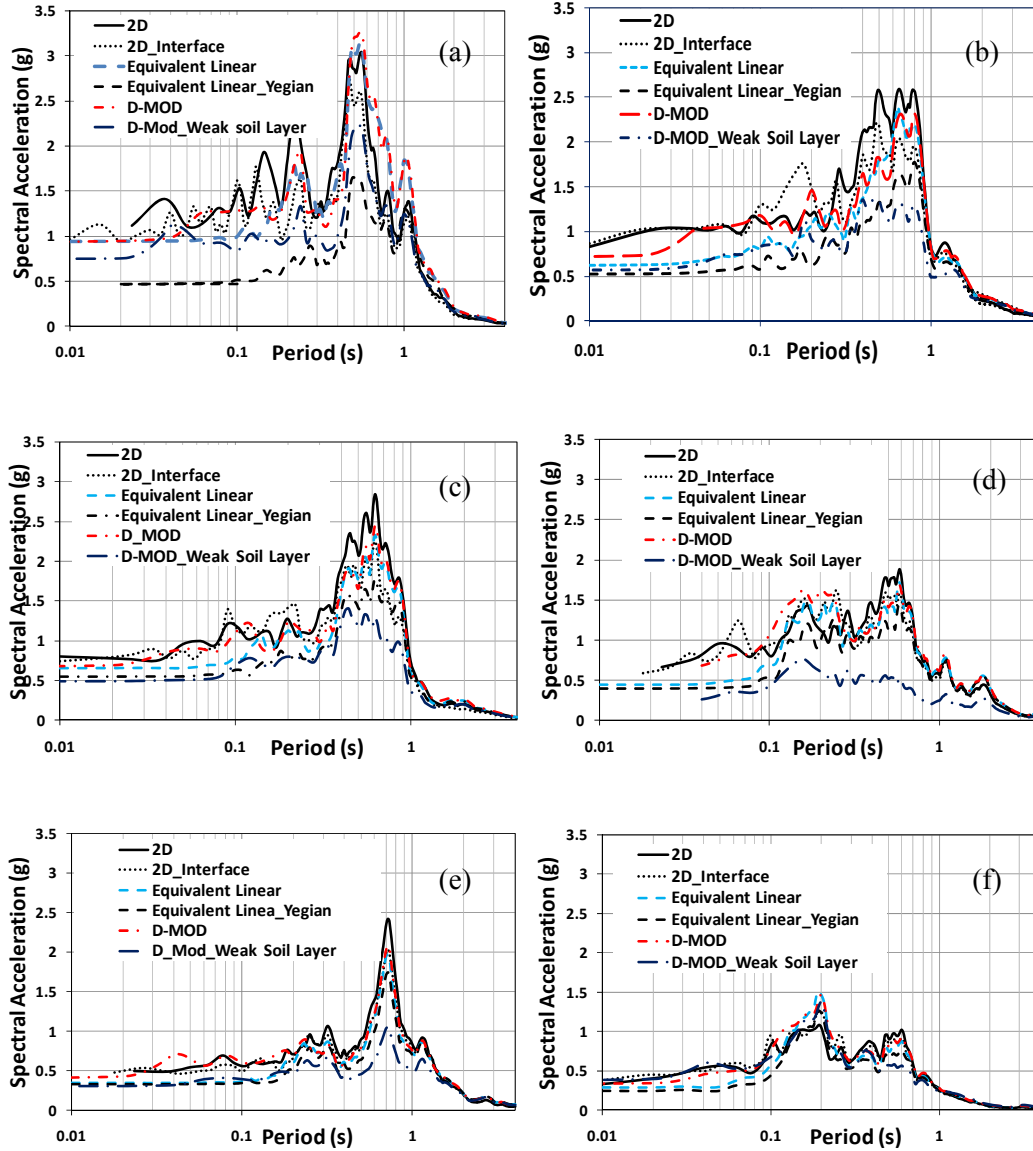 2D
2D_Interface
Equivalent Linear
Equivalent Linear_Yegian
D-MOD
D-Mod_Weak soil Layer
(a)
Spectral Acceleration (g)
3.5
3
2.5
2
1.5
1
0.5
0
0.01
0.1
1
Period (s)
2D
2D_Interface
Equivalent Linear
Equivalent Linear_Yegian
D-MOD
D-MOD_Weak Soil Layer
(b)
Spectral Acceleration (g)
3.5
3
2.5
2
1.5
1
0.5
0
0.01
0.1
1
Period (s)
2D
2D_Interface
Equivalent Linear
Equivalent Linear_Yegian
D_MOD
D-MOD_Weak Soil Layer
(c)
Spectral Acceleration (g)
3.5
3
2.5
2
1.5
1
0.5
0
0.01
0.1
1
Period (s)
2D
2D_Interface
Equivalent Linear
Equivalent Linear_Yegian
D-MOD
D-MOD_Weak Soil Layer
(d)
Spectral Acceleration (g)
3.5
3
2.5
2
1.5
1
0.5
0
0.01
0.1
1
Period (s)
2D
2D_Interface
Equivalent Linear
Equivalent Linea_Yegian
D-MOD
D_Mod_Weak Soil Layer
(e)
Spectral Acceleration (g)
3.5
3
2.5
2
1.5
1
0.5
0
0.01
0.1
1
Period (s)
2D
2D_Interface
Equivalent Linear
Equivalent Linear_Yegian
D-MOD
D-MOD_Weak Soil Layer
(f)
Spectral Acceleration (g)
3.5
3
2.5
2
1.5
1
0.5
0
0.01
0.1
1
Period (s)